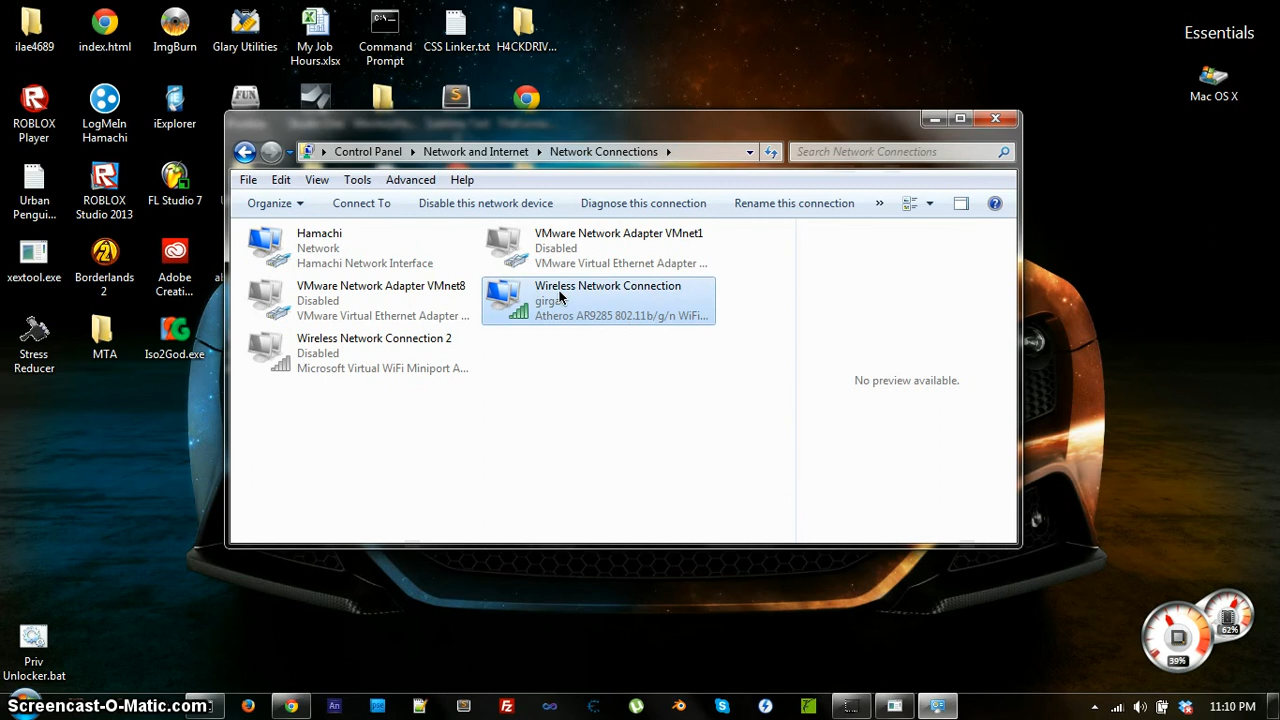 ilae4689
index.html
ImgBurn
Glary Utilities
My Job
Hours.xlsx
Command
Prompt
CSS Linker.txt
H4CKDRIV...
Essentials
Mac OS X
ROBLOX
Player
LogMeIn
Hamachi
iExplorer
Urban
Pengui...
ROBLOX
Studio 2013
FL Studio 7
xextool.exe
Borderlands
2
Adobe
Creati...
Stress
Reducer
MTA
Iso2God.exe
Priv
Unlocker.bat
Control Panel
Network and Internet
Network Connections
Search Network Connections
File Edit View Tools Advanced Help
Organize
Connect To
Disable this network device
Diagnose this connection
Rename this connection
»
Hamachi
Network
Hamachi Network Interface
VMware Network Adapter VMnet1
Disabled
VMware Virtual Ethernet Adapter ...
VMware Network Adapter VMnet8
Disabled
VMware Virtual Ethernet Adapter ...
Wireless Network Connection
Atheros AR9285 802.11b/g/n WiFi...
Wireless Network Connection 2
Disabled
Microsoft Virtual WiFi Miniport A...
No preview available.
62%
39%
Screencast-O-Matic.com
11:10 PM